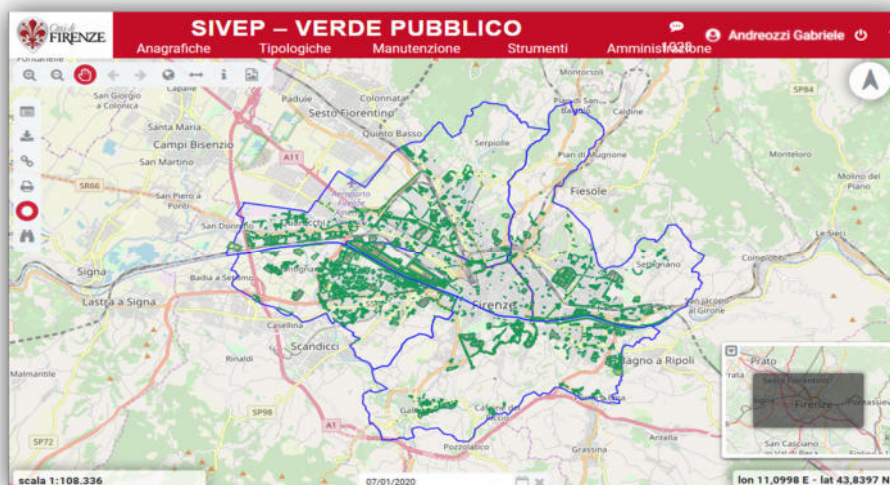 Città di
FIRENZE
SIVEP – VERDE PUBBLICO
1028
Andreozzi Gabriele
Anagrafiche Tipologiche Manutenzione Strumenti Amministrazione
San Giorgio a Colonica
Capalle
Padule
Colonnata
Montorsoli
SP84
Sesto Fiorentino
Pian di San
Caldine
Santa Maria
Campi Bisenzio
Quinto Basso
Serpiolle
San Martino
A11
Pian di Mugnone
Monteloro
Molino del Piano
SR66
San Piero a Ponti
Fiesole
Aeroporto
Firenze
San Donnino
Le Sieci
Signa
Badia a Settimo
Settignano
Compiobbi
Lastra a Signa
Firenze
San Jacopo al Girone
Casellina
Scandicci
Rinaldi
Bagno a Ripoli
Malmantile
Prato
Sesto Fiorentino
Firenze
SP98
A1
Antella
SP72
Pozzolatico
Grassina
San Casciano
scala 1:108.336
07/01/2020
lon 11,0998 E - lat 43,8397 N